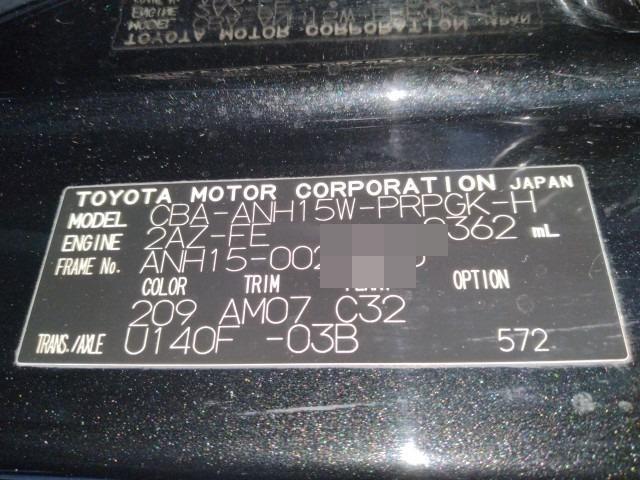 TOYOTA MOTOR CORPORATION JAPAN
MODEL CBA-ANH15W-PRPGK-H
ENGINE 2AZ-FE 2362 mL
FRAME No. ANH15-002
COLOR TRIM PLANT OPTION
209 AM07 C32
TRANS./AXLE U140F -03B 572